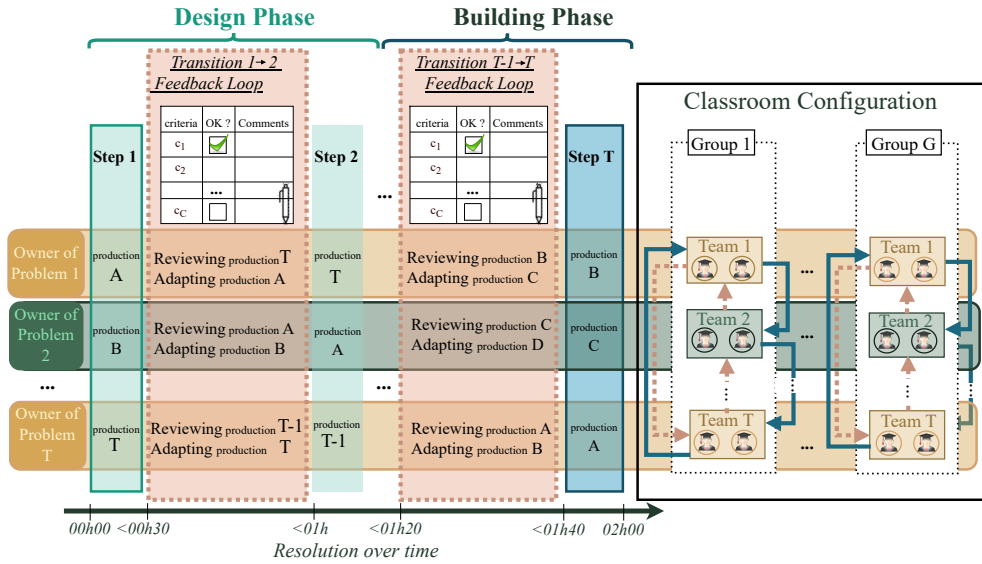 Design Phase
Building Phase
Transition 1→2
Feedback Loop
criteria OK ? Comments
c1
c2
...
cC
Transition T-1→T
Feedback Loop
criteria OK ? Comments
c1
c2
...
cC
Step 1
Step 2
...
Step T
Classroom Configuration
Group 1
Group G
Owner of
Problem 1
production
A
Reviewing production T
Adapting production A
production
T
Reviewing production B
Adapting production C
production
B
Team 1
...
Team 1
Owner of
Problem
2
production
B
Reviewing production A
Adapting production B
production
A
Reviewing production C
Adapting production D
production
C
Team 2
...
Team 2
...
...
...
...
...
...
Owner of
Problem
T
production
T
Reviewing production T-1
Adapting production T
production
T-1
Reviewing production A
Adapting production B
production
A
Team T
...
Team T
00h00 <00h30 <01h <01h20 <01h40 02h00
Resolution over time